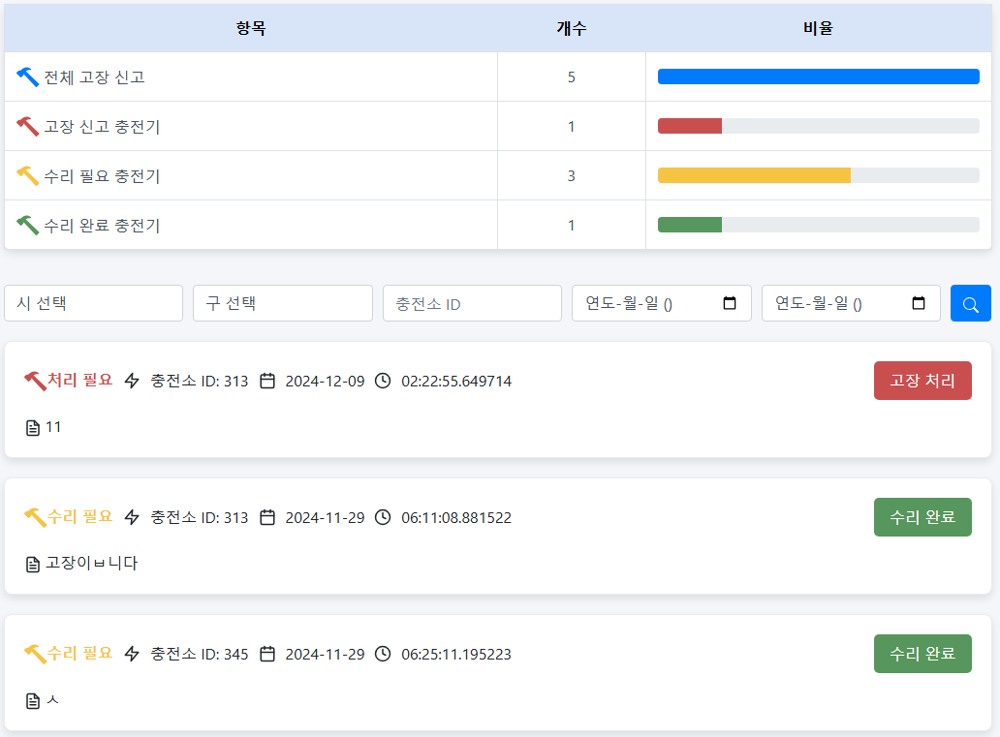 항목 개수 비율
전체 고장 신고 5
고장 신고 충전기 1
수리 필요 충전기 3
수리 완료 충전기 1
시 선택 구 선택 충전소 ID 연도-월-일 () 연도-월-일 ()
처리 필요 충전소 ID: 313 2024-12-09 02:22:55.649714 고장 처리
11
수리 필요 충전소 ID: 313 2024-11-29 06:11:08.881522 수리 완료
고장이ㅂ니다
수리 필요 충전소 ID: 345 2024-11-29 06:25:11.195223 수리 완료
ㅅ